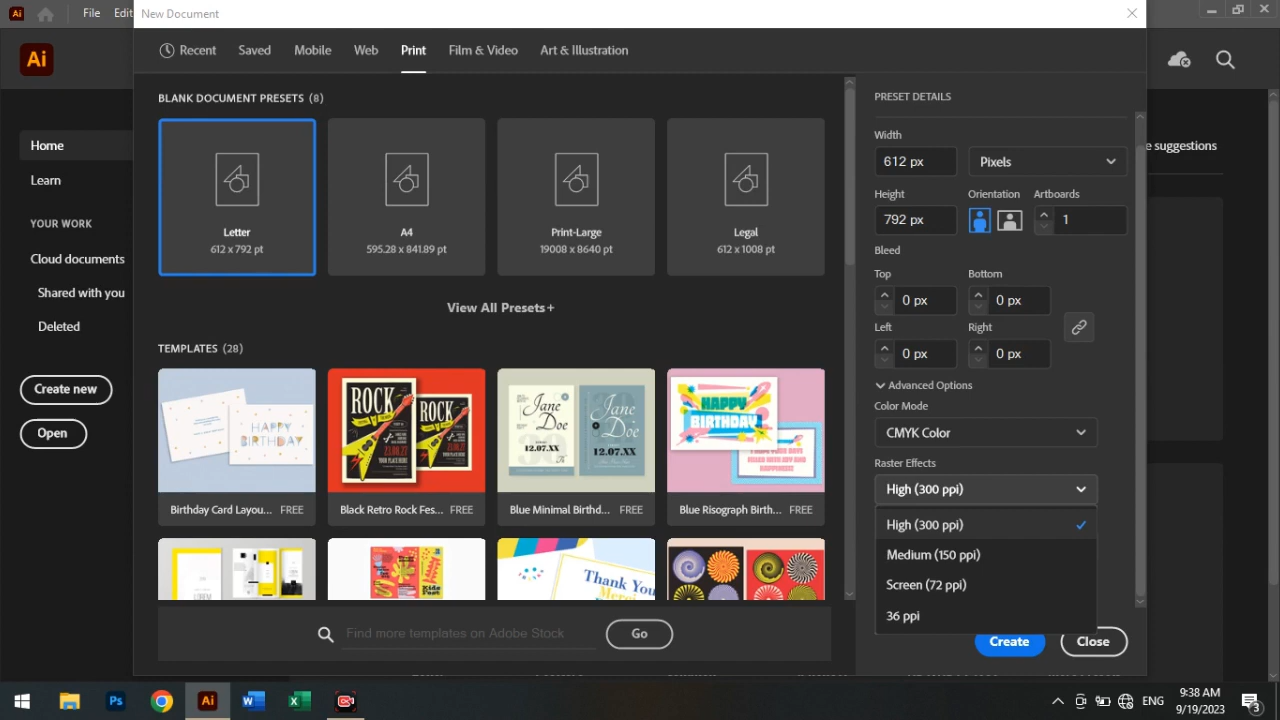 Ai
File
Edit
New Document
Ai
Recent
Saved
Mobile
Web
Print
Film & Video
Art & Illustration
Home
Learn
YOUR WORK
Cloud documents
Shared with you
Deleted
Create new
Open
BLANK DOCUMENT PRESETS (8)
Letter
612 x 792 pt
A4
595.28 x 841.89 pt
Print-Large
19008 x 8640 pt
Legal
612 x 1008 pt
View All Presets+
TEMPLATES (28)
HAPPY
BIRTHDAY
Birthday Card Layou... FREE
ROCK
ROCK
Black Retro Rock Fes... FREE
Jane
Doe
12.07.XX
Jane
Doe
12.07.XX
Blue Minimal Birthd... FREE
HAPPY
BIRTHDAY
Blue Risograph Birth... FREE
Thank You
Find more templates on Adobe Stock
Go
PRESET DETAILS
Width
612 px
Pixels
Height
Orientation
Artboards
792 px
1
Bleed
Top
Bottom
0 px
0 px
Left
Right
0 px
0 px
Advanced Options
Color Mode
CMYK Color
Raster Effects
High (300 ppi)
High (300 ppi)
Medium (150 ppi)
Screen (72 ppi)
36 ppi
Create
Close
e suggestions
Ps
Ai
ENG
9:38 AM
9/19/2023
3